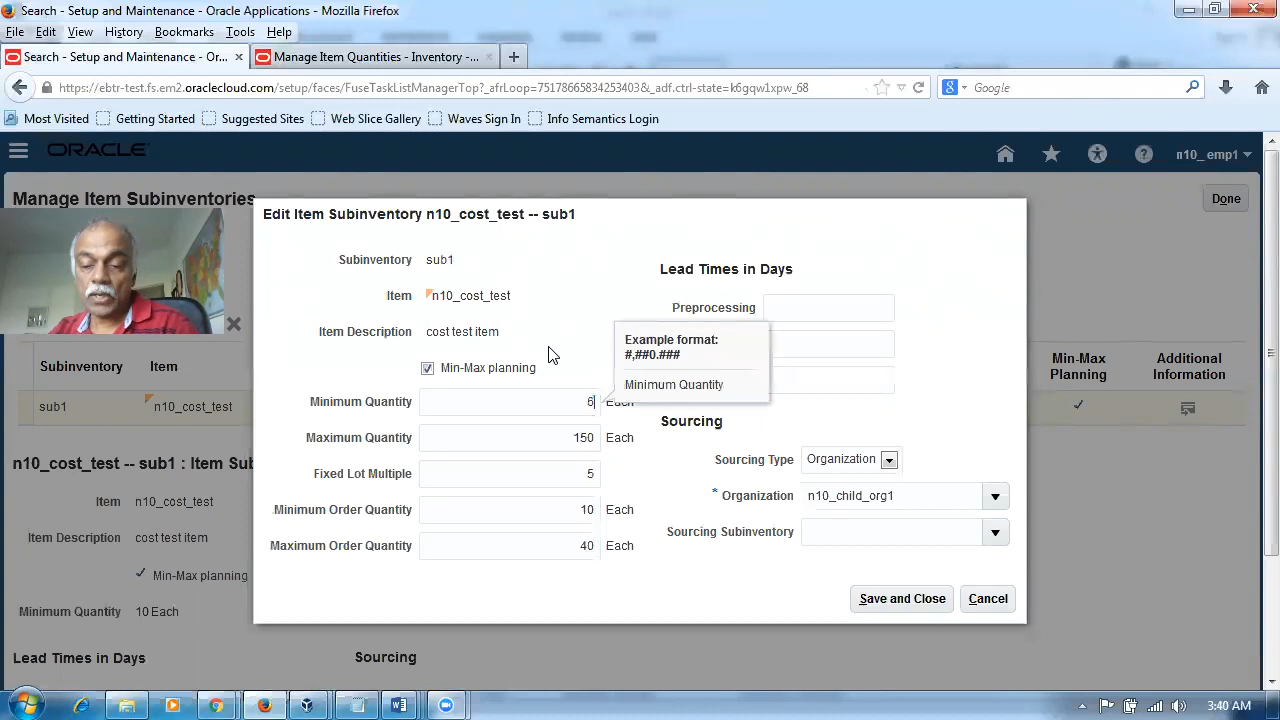 Search - Setup and Maintenance - Oracle Applications - Mozilla Firefox
File Edit View History Bookmarks Tools Help
Search - Setup and Maintenance - Or... × Manage Item Quantities - Inventory -... ×
https://ebtr-test.fs.em2.oraclecloud.com/setup/faces/FuseTaskListManagerTop?_afrLoop=75178665834253403&_adf.ctrl-state=k6gqw1xpw_68 Google
Most Visited Getting Started Suggested Sites Web Slice Gallery Waves Sign In Info Semantics Login
ORACLE n10_emp1
Manage Item Subinventories Done
Edit Item Subinventory n10_cost_test -- sub1
Subinventory sub1
Item n10_cost_test
Item Description cost test item
Min-Max planning
Minimum Quantity 6 Each
Maximum Quantity 150 Each
Fixed Lot Multiple 5
Minimum Order Quantity 10 Each
Maximum Order Quantity 40 Each
Lead Times in Days
Preprocessing
Example format:
#,##0.###
Minimum Quantity
Sourcing
Sourcing Type Organization
* Organization n10_child_org1
Sourcing Subinventory
Save and Close Cancel
Subinventory Item Min-Max Planning Additional Information
sub1 n10_cost_test
n10_cost_test -- sub1 : Item Sub
Item n10_cost_test
Item Description cost test item
Min-Max planning
Minimum Quantity 10 Each
Lead Times in Days Sourcing
3:40 AM